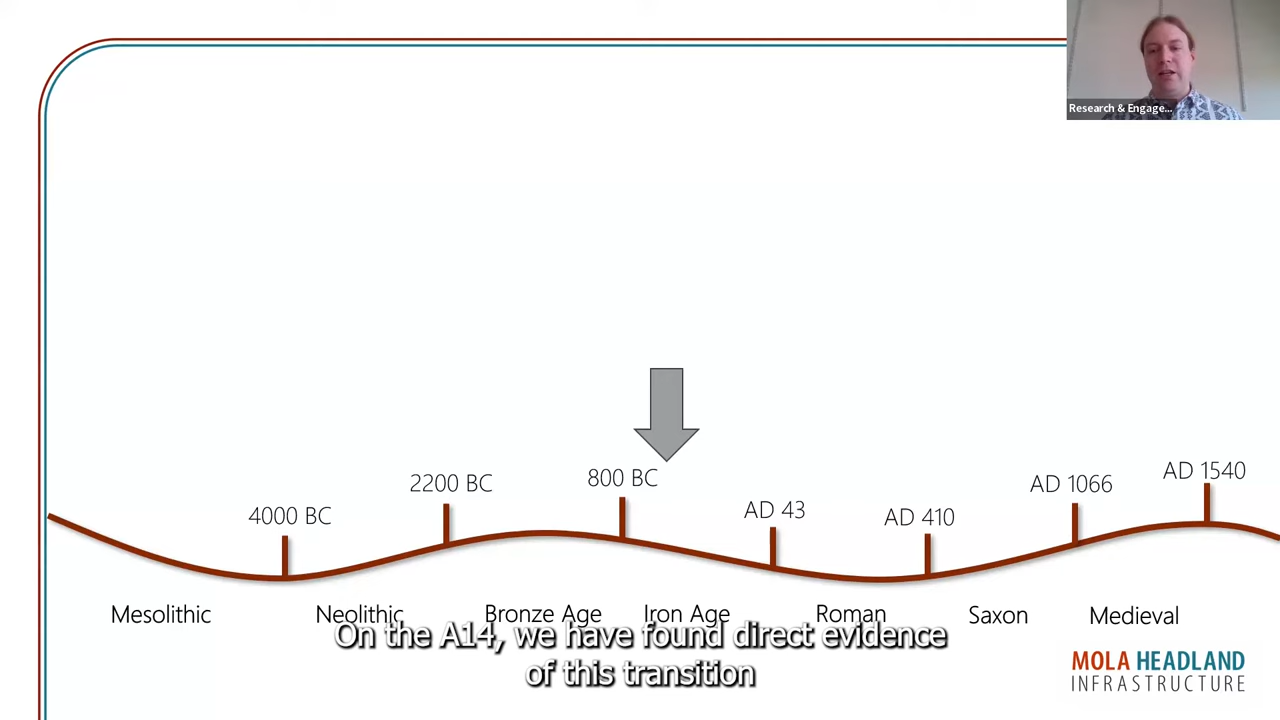 Research & Engage...
800 BC
AD 1540
2200 BC
AD 1066
4000 BC
AD 43
AD 410
Mesolithic
Neolithic
Bronze Age
Iron Age
Roman
Saxon
Medieval
On the A14, we have found direct evidence
of this transition
MOLA HEADLAND
INFRASTRUCTURE